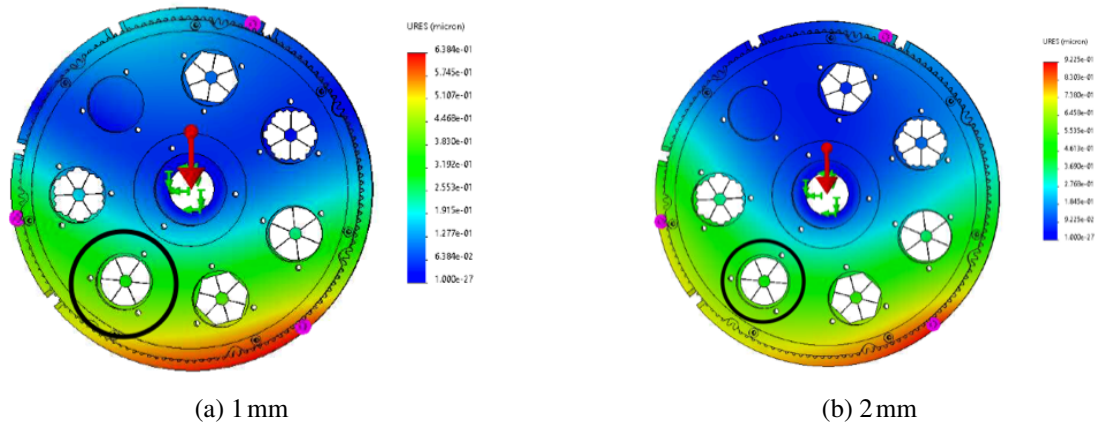 URES (micron)
6.384e-01
5.745e-01
5.107e-01
4.468e-01
3.830e-01
3.192e-01
2.553e-01
1.915e-01
1.277e-01
6.384e-02
1.000e-27
(a) 1 mm
URES (micron)
9.225e-01
8.303e-01
7.380e-01
6.458e-01
5.535e-01
4.613e-01
3.690e-01
2.768e-01
1.845e-01
9.225e-02
1.000e-27
(b) 2 mm